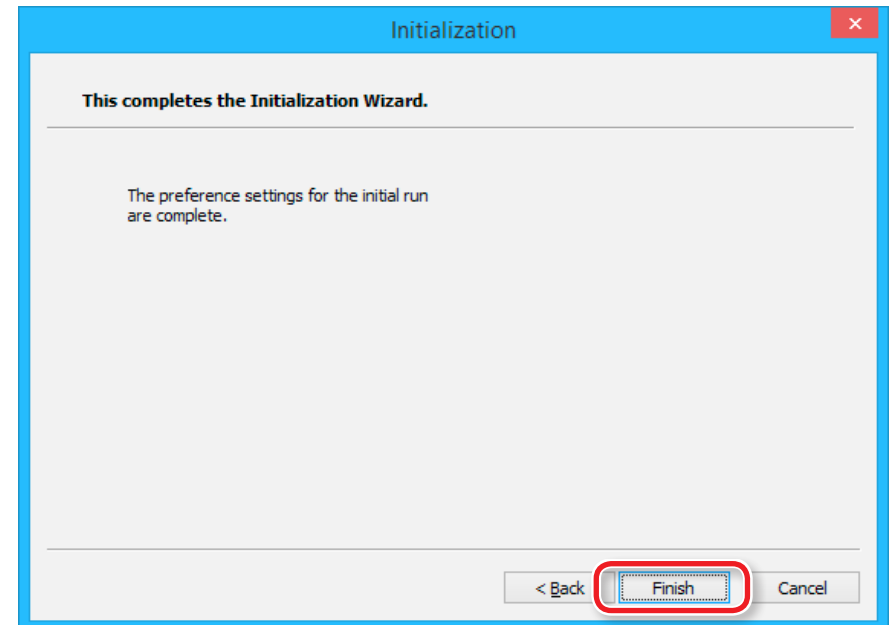 Initialization
This completes the Initialization Wizard.
The preference settings for the initial run
are complete.
< Back Finish Cancel